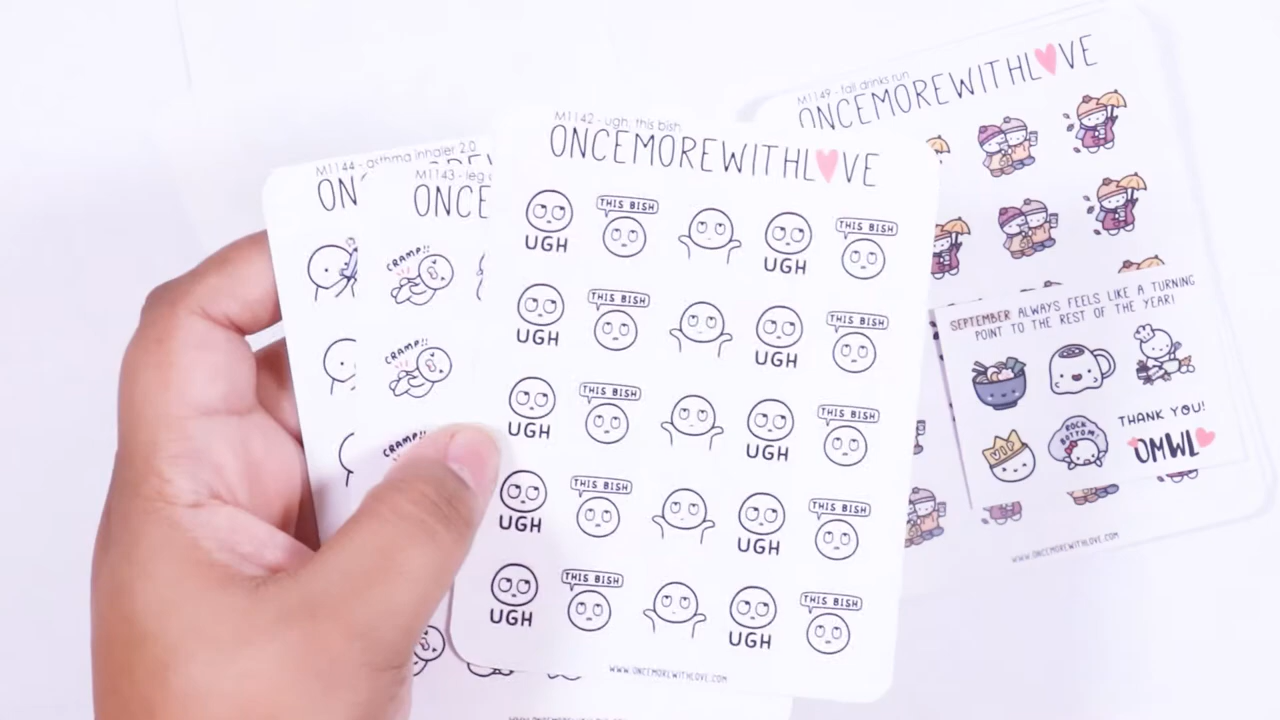 M1144 - asthma inhaler 2.0
ON
M1143 - leg
ONCE
CRAMP!!
CRAMP!!
CRAMP!!
M1142 - ugh, this bish
ONCEMOREWITHLOVE
UGH THIS BISH UGH THIS BISH
UGH THIS BISH UGH THIS BISH
UGH THIS BISH UGH THIS BISH
UGH THIS BISH UGH THIS BISH
UGH THIS BISH UGH THIS BISH
WWW.ONCEMOREWITHLOVE.COM
M1149 - fall drinks run
ONCEMOREWITHLOVE
SEPTEMBER ALWAYS FEELS LIKE A TURNING
POINT TO THE REST OF THE YEAR!
VIP
ROCK
BOTTOM!
THANK YOU!
OMWL
WWW.ONCEMOREWITHLOVE.COM